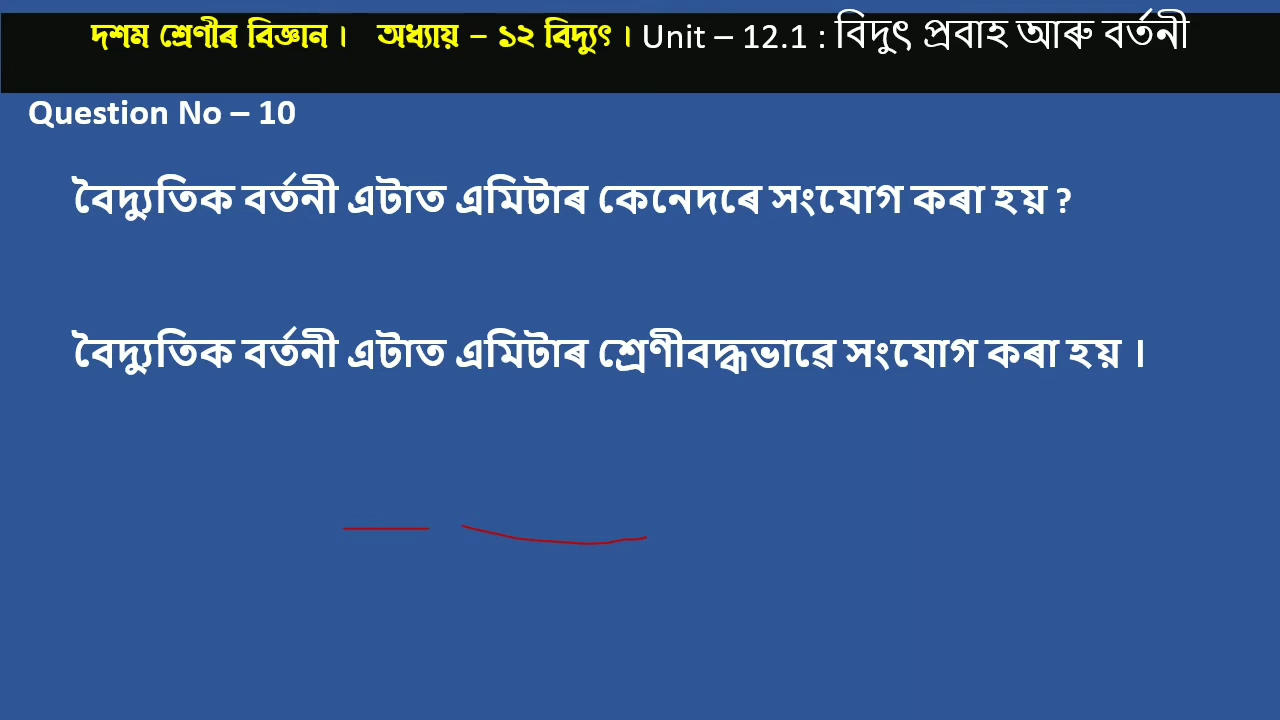 দশম শ্ৰেণীৰ বিজ্ঞান । অধ্যায় – ১২ বিদ্যুৎ । Unit – 12.1 : বিদুৎ প্ৰবাহ আৰু বৰ্তনী
Question No – 10
বৈদ্যুতিক বৰ্তনী এটাত এমিটাৰ কেনেদৰে সংযোগ কৰা হয় ?
বৈদ্যুতিক বৰ্তনী এটাত এমিটাৰ শ্ৰেণীবদ্ধভাৱে সংযোগ কৰা হয় ।